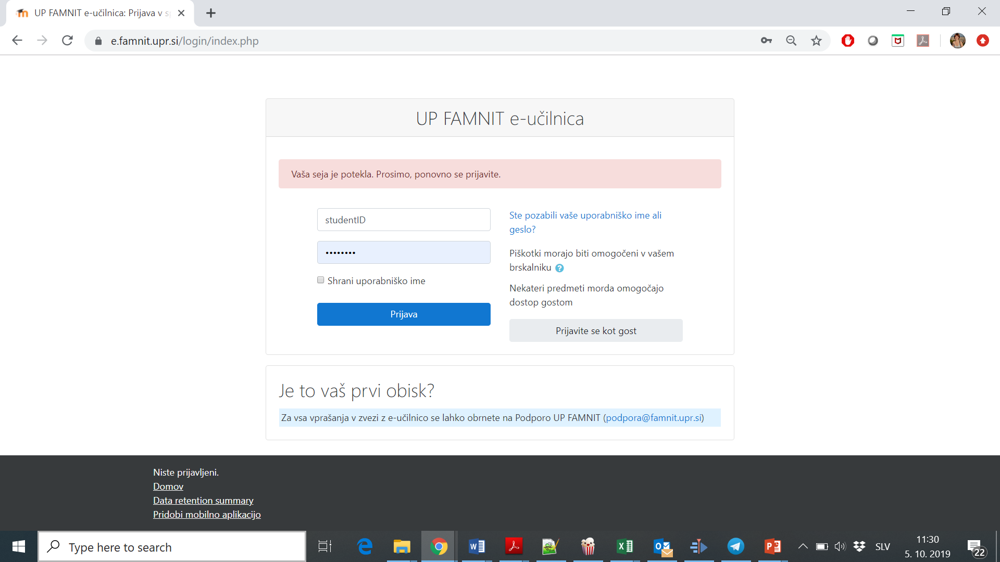 UP FAMNIT e-učilnica: Prijava v s
e.famnit.upr.si/login/index.php
UP FAMNIT e-učilnica
Vaša seja je potekla. Prosimo, ponovno se prijavite.
studentID
••••••••
Shrani uporabniško ime
Prijava
Ste pozabili vaše uporabniško ime ali
geslo?
Piškotki morajo biti omogočeni v vašem
brskalniku
Nekateri predmeti morda omogočajo
dostop gostom
Prijavite se kot gost
Je to vaš prvi obisk?
Za vsa vprašanja v zvezi z e-učilnico se lahko obrnete na Podporo UP FAMNIT (podpora@famnit.upr.si)
Niste prijavljeni.
Domov
Data retention summary
Pridobi mobilno aplikacijo
Type here to search
SLV
11:30
5. 10. 2019
22